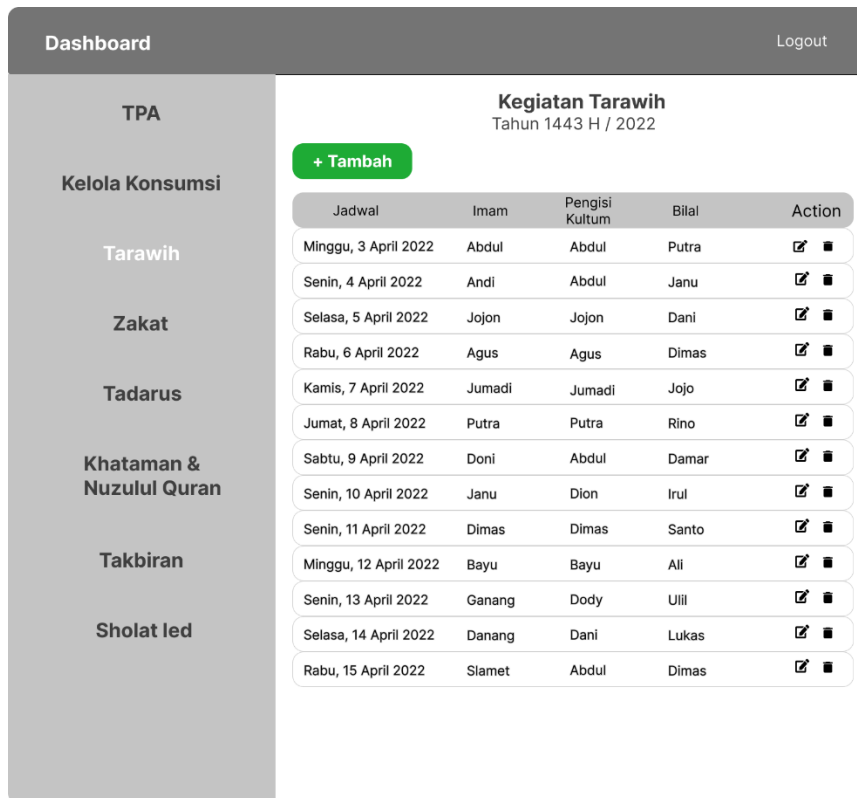 Dashboard
Logout
TPA
Kelola Konsumsi
Tarawih
Zakat
Tadarus
Khataman &
Nuzulul Quran
Takbiran
Sholat Ied
Kegiatan Tarawih
Tahun 1443 H / 2022
+ Tambah
Jadwal Imam Pengisi Kultum Bilal Action
Minggu, 3 April 2022 Abdul Abdul Putra
Senin, 4 April 2022 Andi Abdul Janu
Selasa, 5 April 2022 Jojon Jojon Dani
Rabu, 6 April 2022 Agus Agus Dimas
Kamis, 7 April 2022 Jumadi Jumadi Jojo
Jumat, 8 April 2022 Putra Putra Rino
Sabtu, 9 April 2022 Doni Abdul Damar
Senin, 10 April 2022 Janu Dion Irul
Senin, 11 April 2022 Dimas Dimas Santo
Minggu, 12 April 2022 Bayu Bayu Ali
Senin, 13 April 2022 Ganang Dody Ulil
Selasa, 14 April 2022 Danang Dani Lukas
Rabu, 15 April 2022 Slamet Abdul Dimas